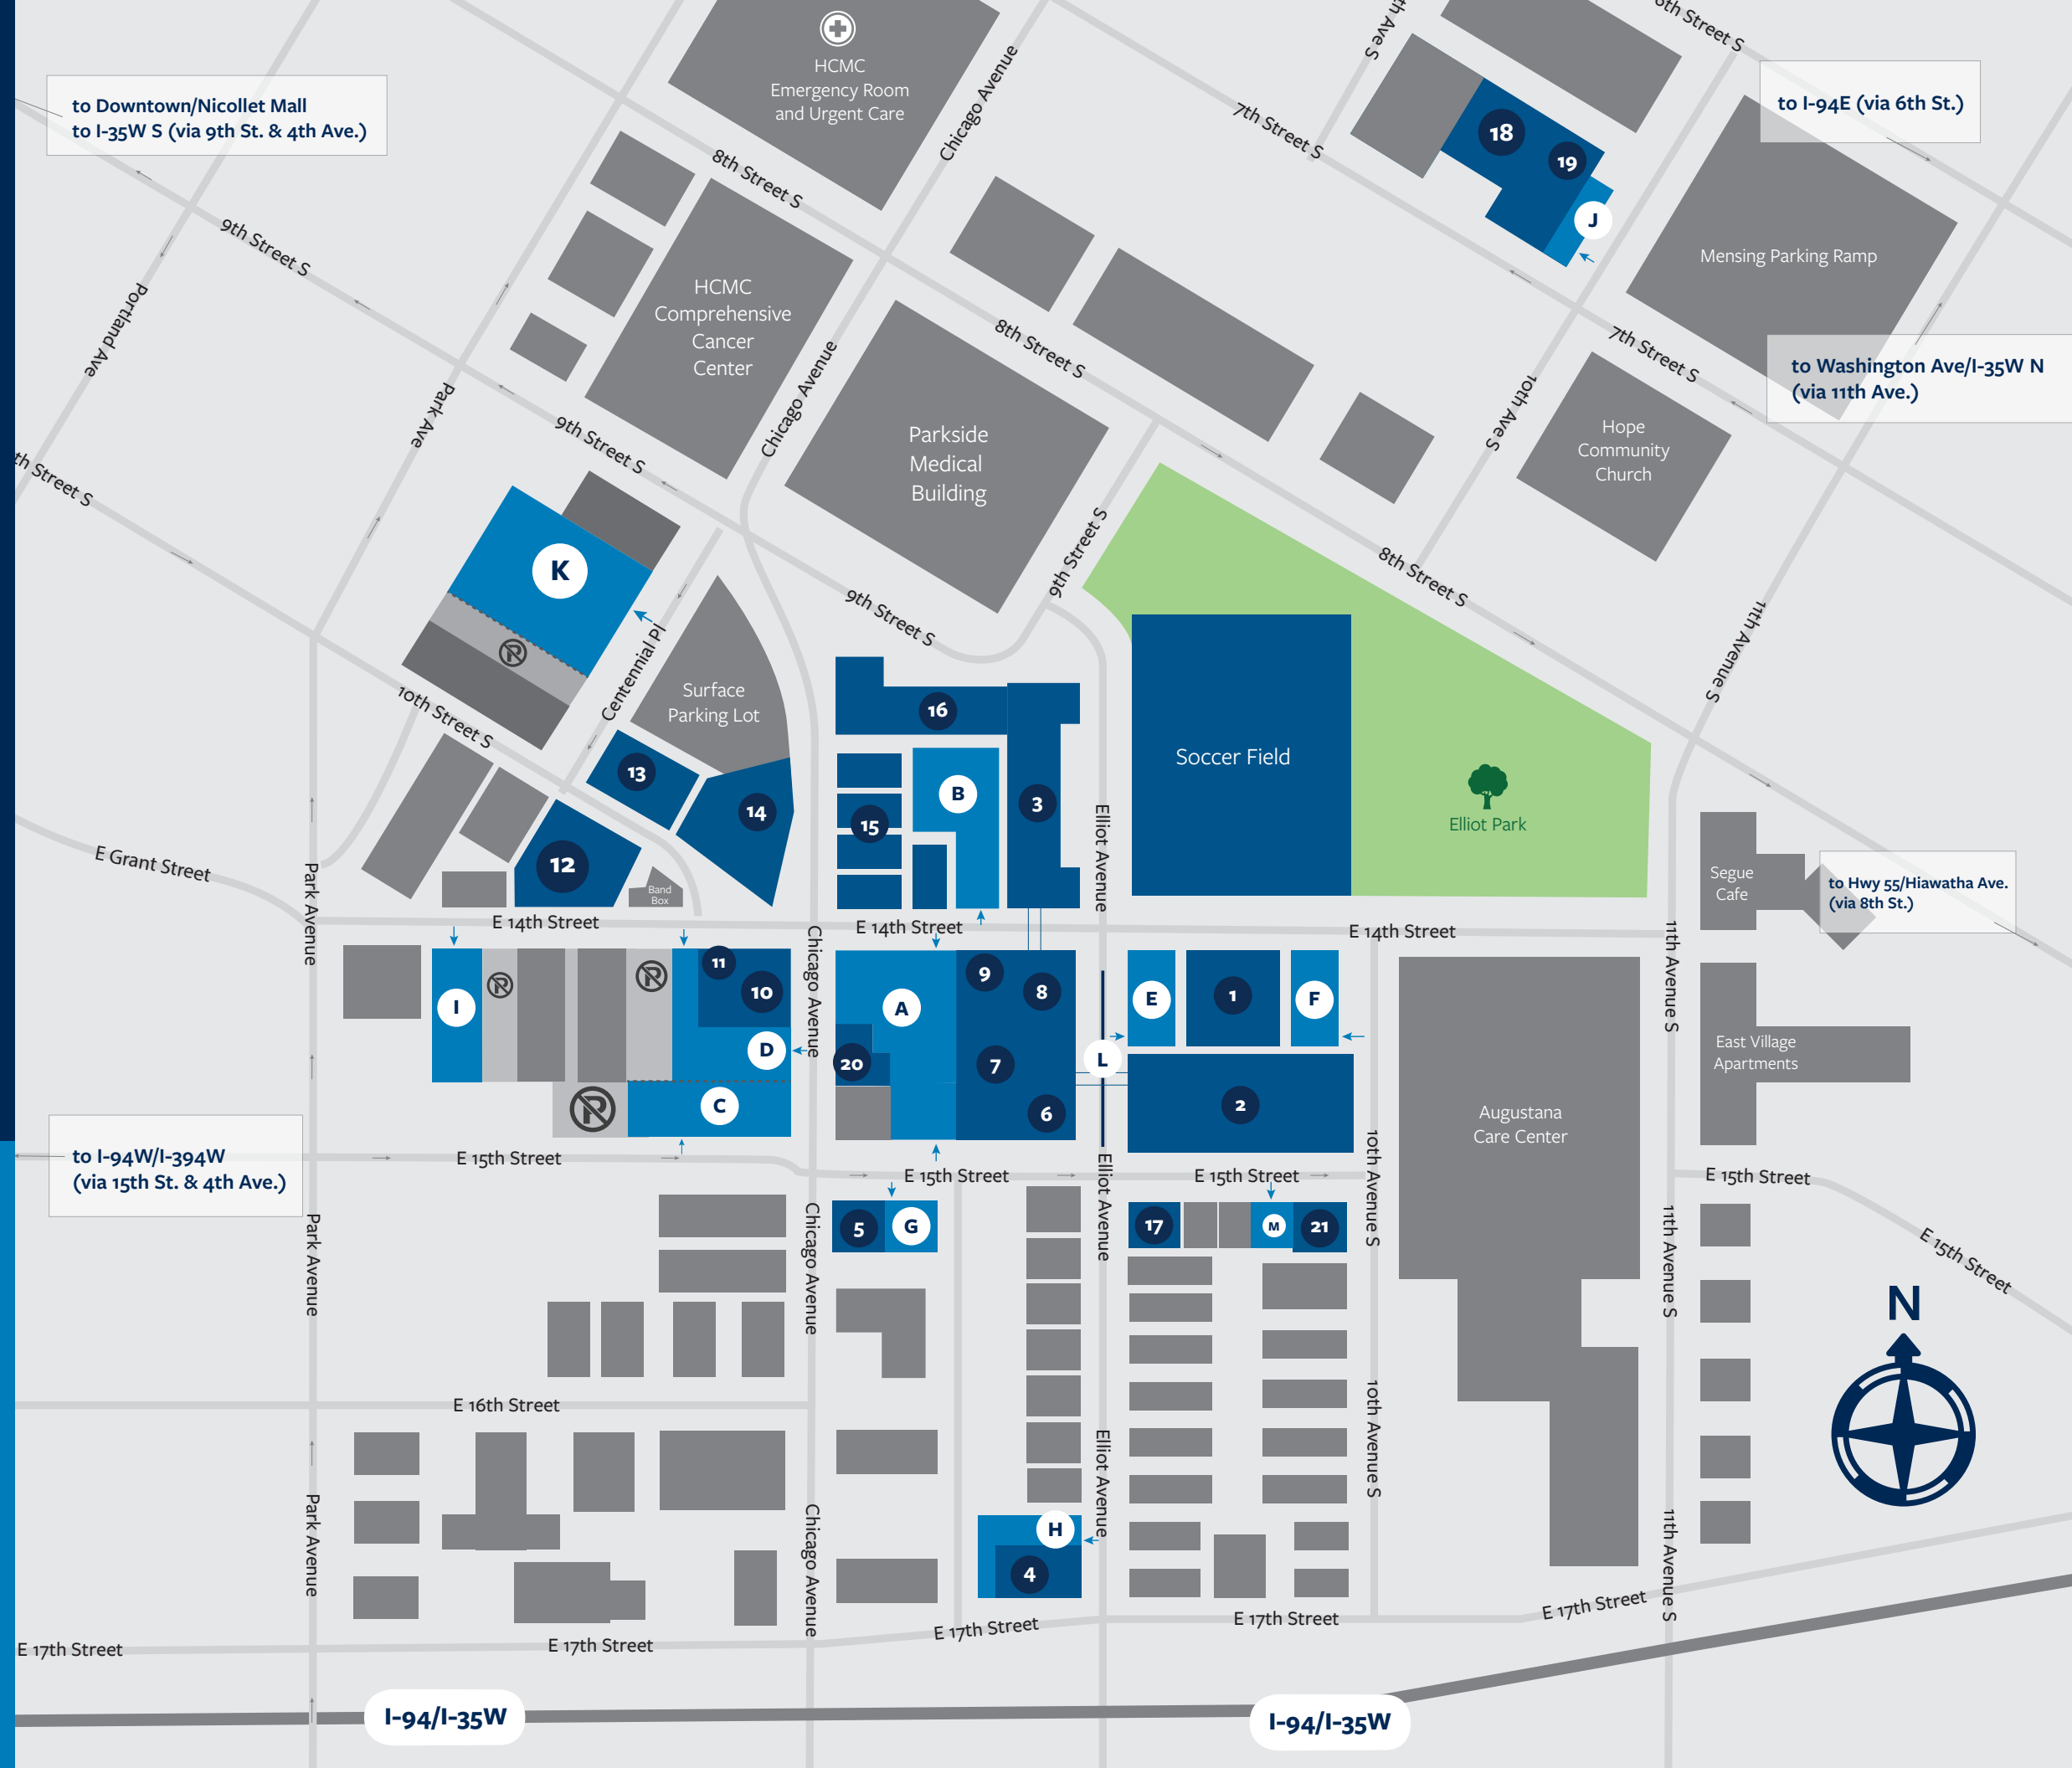 HCMC
Emergency Room
and Urgent Care
Chicago Avenue
th Ave S
6th Street S
to Downtown/Nicollet Mall
to I-35W S (via 9th St. & 4th Ave.)
to I-94E (via 6th St.)
7th Street S
18
19
J
8th Street S
9th Street S
Mensing Parking Ramp
HCMC
Comprehensive
Cancer
Center
Portland Ave
8th Street S
7th Street S
to Washington Ave/I-35W N
(via 11th Ave.)
Chicago Avenue
Park Ave
10th Ave S
Hope
Community
Church
Parkside
Medical
Building
9th Street S
th Street S
9th Street S
K
8th Street S
9th Street S
Centennial Pl
11th Avenue S
Surface
Parking Lot
10th Street S
16
Soccer Field
13
B
3
14
15
Elliot Park
Elliot Avenue
E Grant Street
12
Band
Box
Segue
Cafe
to Hwy 55/Hiawatha Ave.
(via 8th St.)
Park Avenue
E 14th Street
E 14th Street
E 14th Street
11th Avenue S
Chicago Avenue
11
10
9
8
I
A
E
1
F
D
20
7
L
East Village
Apartments
C
6
2
Augustana
Care Center
to I-94W/I-394W
(via 15th St. & 4th Ave.)
E 15th Street
E 15th Street
E 15th Street
E 15th Street
10th Avenue S
Elliot Avenue
5
G
17
M
21
Park Avenue
Chicago Avenue
11th Avenue S
E 15th Street
N
E 16th Street
10th Avenue S
Elliot Avenue
Park Avenue
Chicago Avenue
11th Avenue S
H
4
E 17th Street
E 17th Street
E 17th Street
E 17th Street
E 17th Street
I-94/I-35W
I-94/I-35W